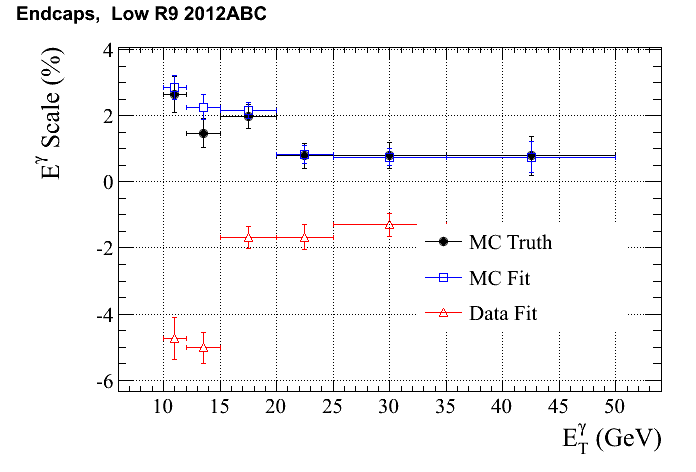 Endcaps, Low R9 2012ABC
E^γ Scale (%)
4
2
0
-2
-4
-6
MC Truth
MC Fit
Data Fit
10 15 20 25 30 35 40 45 50
E_T^γ (GeV)